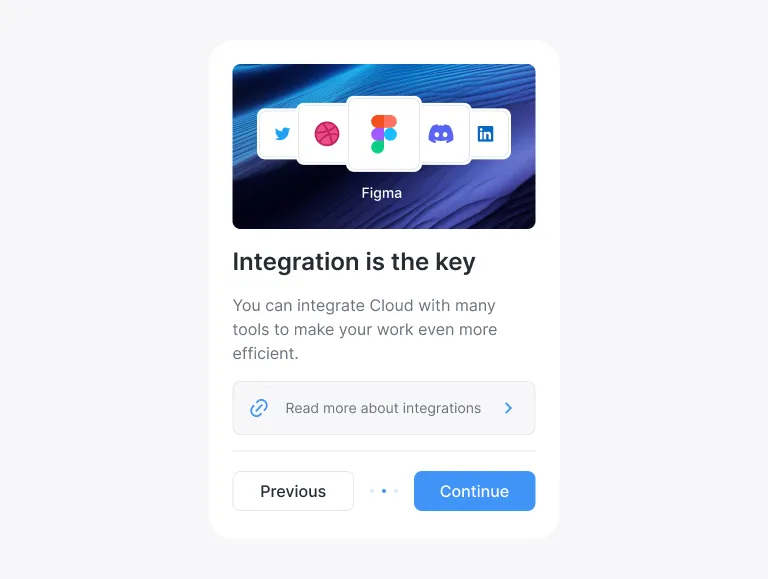 in
Figma
Integration is the key
You can integrate Cloud with many
tools to make your work even more
efficient.
Read more about integrations
Previous
Continue